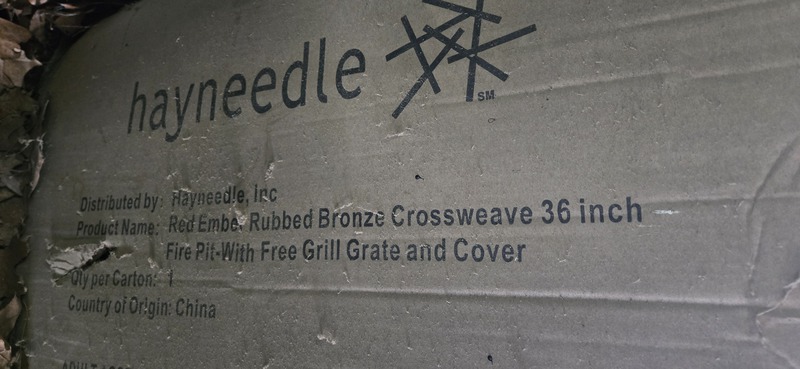 hayneedle
SM
Distributed by: Hayneedle, Inc
Product Name: Red Ember Rubbed Bronze Crossweave 36 inch
Fire Pit-With Free Grill Grate and Cover
Qty per Carton: 1
Country of Origin: China